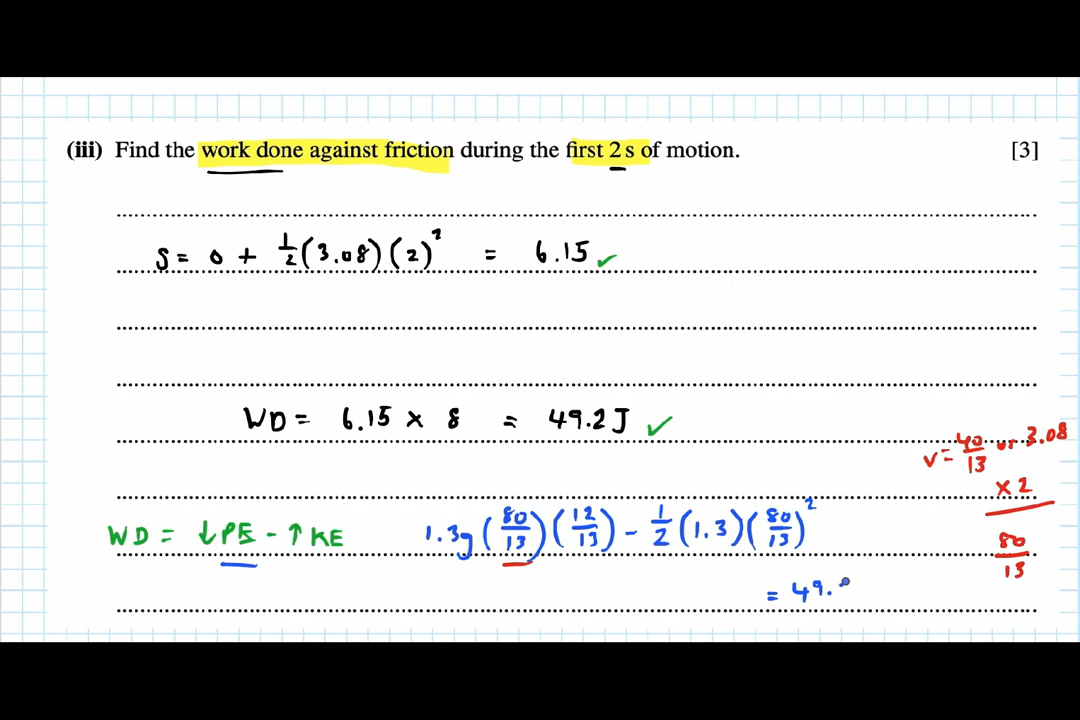 (iii) Find the work done against friction during the first 2 s of motion. [3]
S = 0 + 1/2 (3.08)(2)² = 6.15 ✓
WD = 6.15 × 8 = 49.2J ✓
V = 40/13 or 3.08
× 2
80/13
WD = ↓PE - ↑KE 1.3g (80/13)(12/13) - 1/2 (1.3)(80/13)²
= 49.